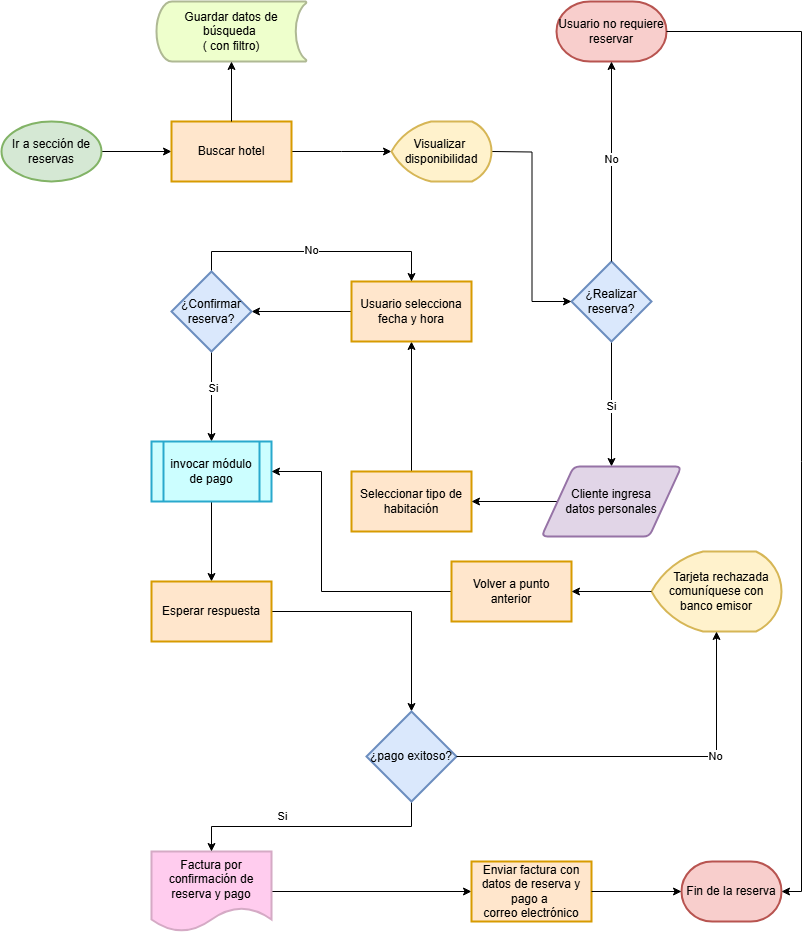 Guardar datos de
búsqueda
( con filtro)
Usuario no requiere
reservar
Ir a sección de
reservas
Buscar hotel
Visualizar
disponibilidad
No
No
¿Confirmar
reserva?
Usuario selecciona
fecha y hora
¿Realizar
reserva?
Si
Si
invocar módulo
de pago
Seleccionar tipo de
habitación
Cliente ingresa
datos personales
Esperar respuesta
Volver a punto
anterior
Tarjeta rechazada
comuníquese con
banco emisor
¿pago exitoso?
No
Si
Factura por
confirmación de
reserva y pago
Enviar factura con
datos de reserva y
pago a
correo electrónico
Fin de la reserva